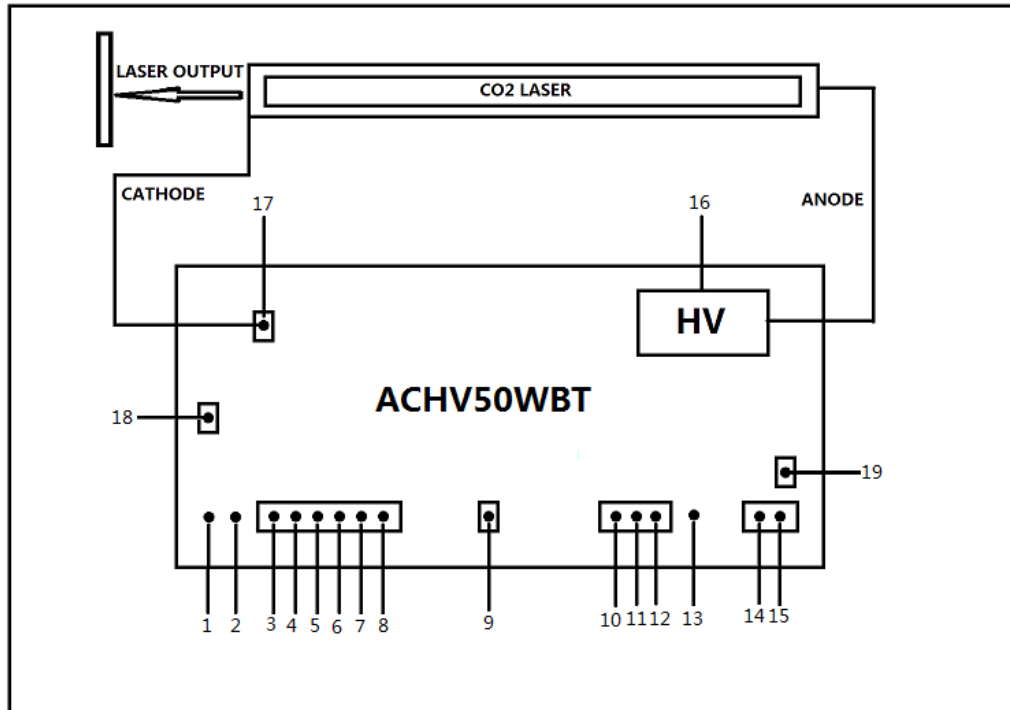 LASER OUTPUT
CO2 LASER
CATHODE
ANODE
17
16
HV
ACHV50WBT
18
19
1 2 3 4 5 6 7 8 9 10 11 12 13 14 15